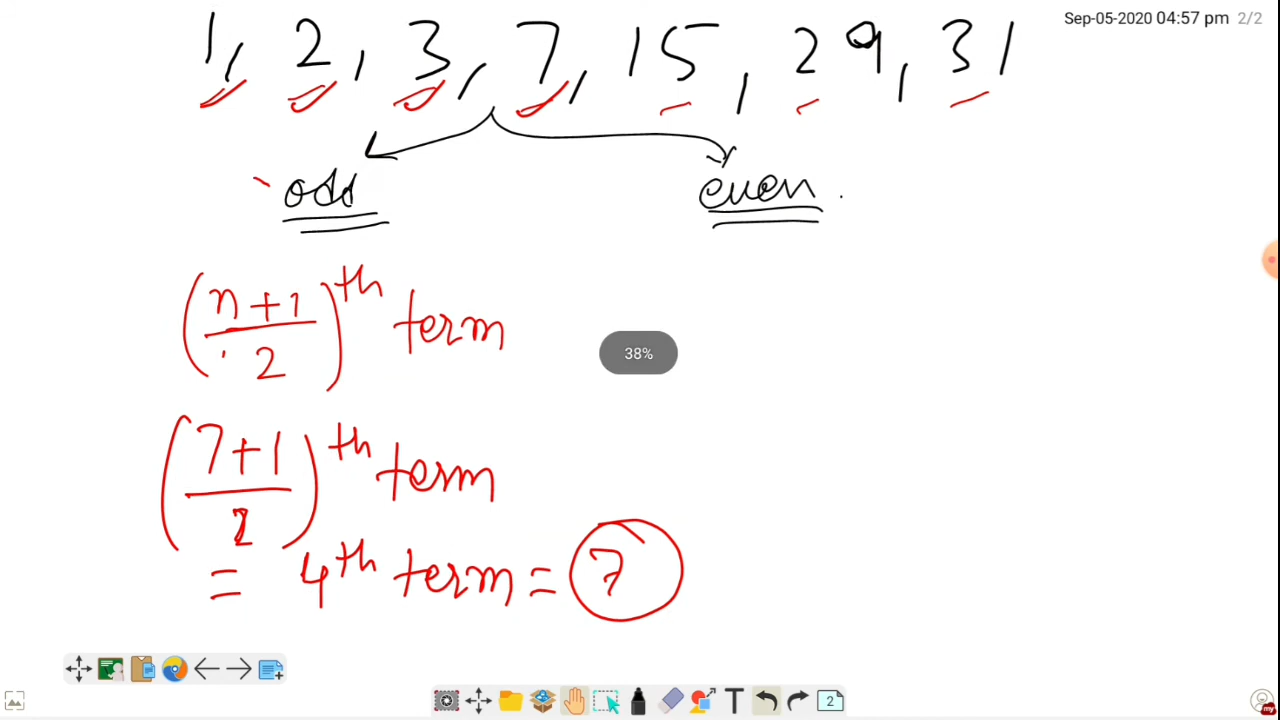 Sep-05-2020 04:57 pm 2/2
1, 2, 3, 7, 15, 29, 31
odd even.
(n+1/2)th term
38%
(7+1/2)th term
= 4th term = 7
T 2
my